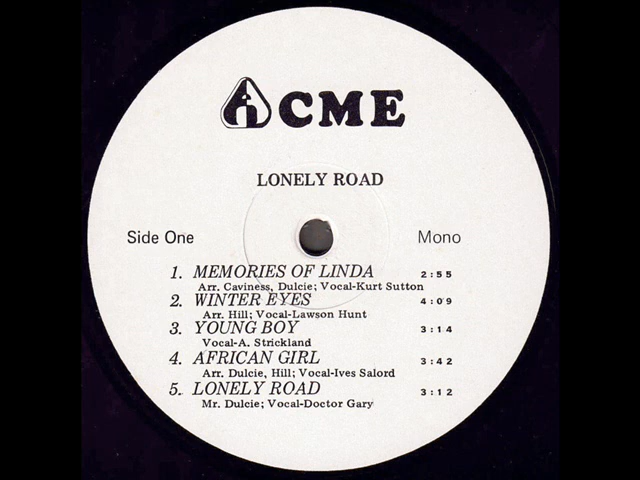 ACME
LONELY ROAD
Side One Mono
1. MEMORIES OF LINDA 2:55
Arr. Caviness, Dulcie; Vocal-Kurt Sutton
2. WINTER EYES 4:09
Arr. Hill; Vocal-Lawson Hunt
3. YOUNG BOY 3:14
Vocal-A. Strickland
4. AFRICAN GIRL 3:42
Arr. Dulcie, Hill; Vocal-Ives Salord
5. LONELY ROAD 3:12
Mr. Dulcie; Vocal-Doctor Gary